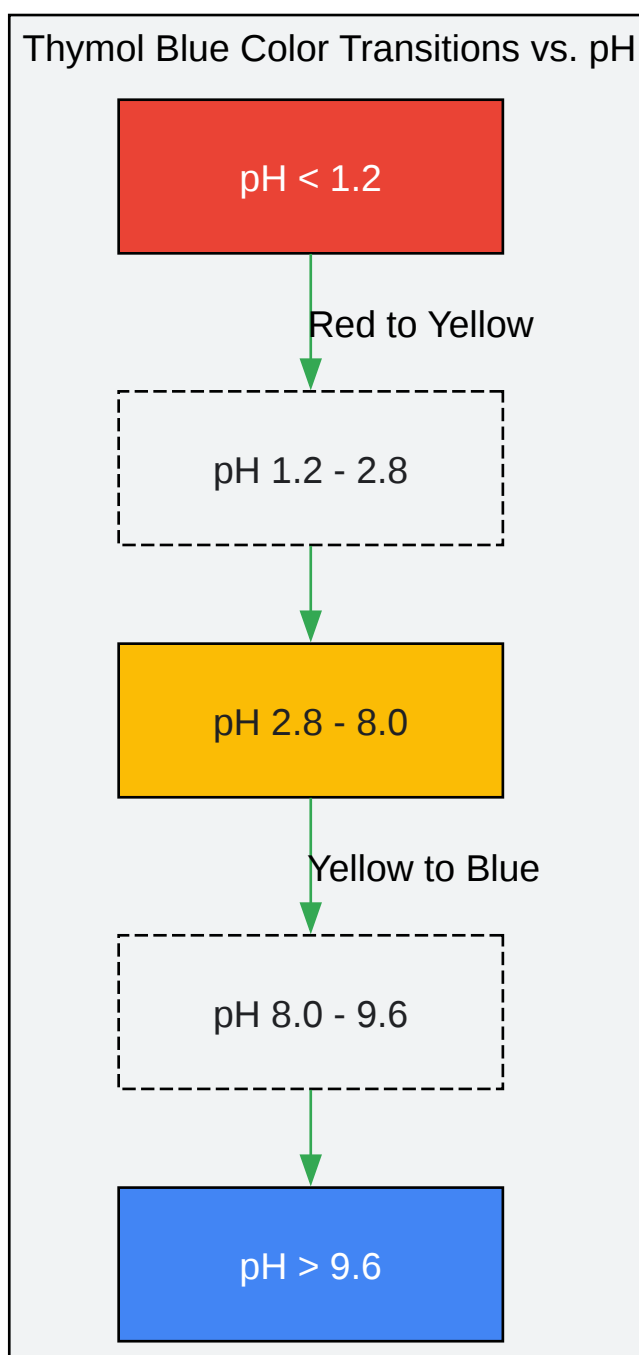 Thymol Blue Color Transitions vs. pH
pH < 1.2
Red to Yellow
pH 1.2 - 2.8
pH 2.8 - 8.0
Yellow to Blue
pH 8.0 - 9.6
pH > 9.6